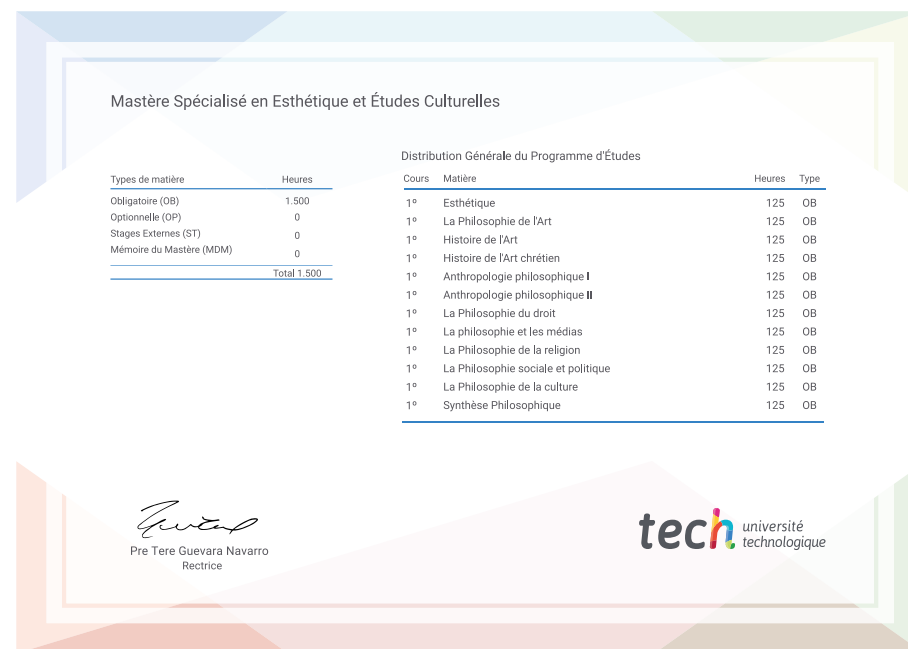 Mastère Spécialisé en Esthétique et Études Culturelles
Types de matière Heures
Obligatoire (OB) 1.500
Optionnelle (OP) 0
Stages Externes (ST) 0
Mémoire du Mastère (MDM) 0
Total 1.500
Distribution Générale du Programme d'Études
Cours Matière Heures Type
1º Esthétique 125 OB
1º La Philosophie de l'Art 125 OB
1º Histoire de l'Art 125 OB
1º Histoire de l'Art chrétien 125 OB
1º Anthropologie philosophique I 125 OB
1º Anthropologie philosophique II 125 OB
1º La Philosophie du droit 125 OB
1º La philosophie et les médias 125 OB
1º La Philosophie de la religion 125 OB
1º La Philosophie sociale et politique 125 OB
1º La Philosophie de la culture 125 OB
1º Synthèse Philosophique 125 OB
Pre Tere Guevara Navarro
Rectrice
tech université
technologique